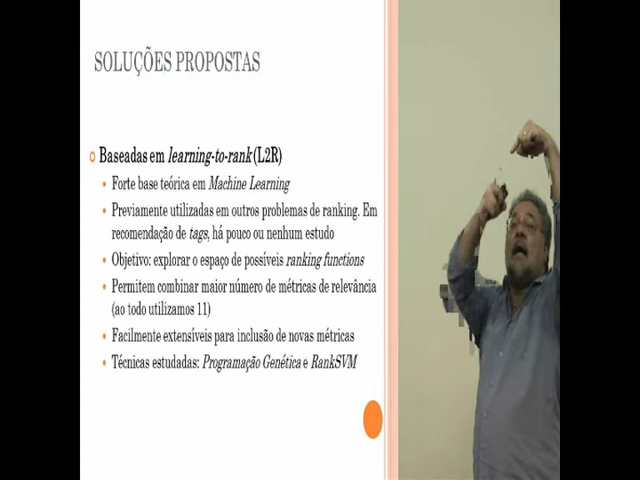 SOLUÇÕES PROPOSTAS
Baseadas em learning-to-rank (L2R)
Forte base teórica em Machine Learning
Previamente utilizadas em outros problemas de ranking. Em
recomendação de tags, há pouco ou nenhum estudo
Objetivo: explorar o espaço de possíveis ranking functions
Permitem combinar maior número de métricas de relevância
(ao todo utilizamos 11)
Facilmente extensíveis para inclusão de novas métricas
Técnicas estudadas: Programação Genética e RankSVM